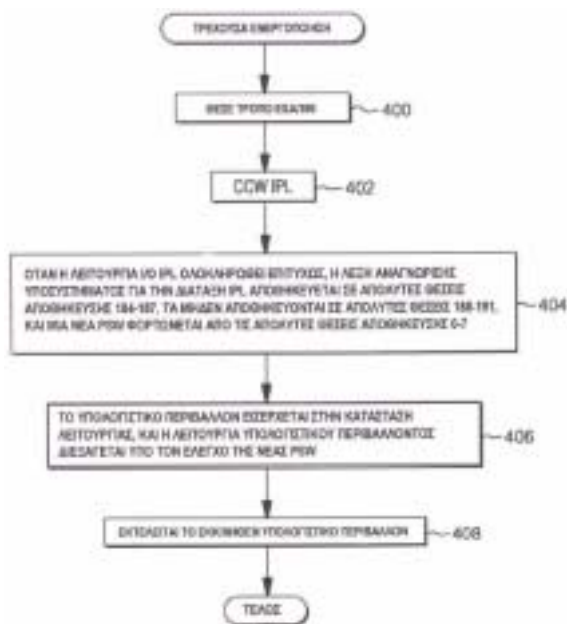 ΤΡΕΧΟΥΣΑ ΕΝΕΡΓΟΠΟΙΗΣΗ
ΘΕΣΕ ΤΡΟΠΟ ESA/390
400
CCW IPL
402
ΟΤΑΝ Η ΛΕΙΤΟΥΡΓΙΑ I/O IPL ΟΛΟΚΛΗΡΩΘΕΙ ΕΠΙΤΥΧΩΣ, Η ΛΕΞΗ ΑΝΑΓΝΩΡΙΣΗΣ
ΥΠΟΣΥΣΤΗΜΑΤΟΣ ΓΙΑ ΤΗΝ ΔΙΑΤΑΞΗ IPL ΑΠΟΘΗΚΕΥΕΤΑΙ ΣΕ ΑΠΟΛΥΤΕΣ ΘΕΣΕΙΣ
ΑΠΟΘΗΚΕΥΣΗΣ 184-187, ΤΑ ΜΗΔΕΝ ΑΠΟΘΗΚΕΥΟΝΤΑΙ ΣΕ ΑΠΟΛΥΤΕΣ ΘΕΣΕΙΣ 188-191,
ΚΑΙ ΜΙΑ ΝΕΑ PSW ΦΟΡΤΩΝΕΤΑΙ ΑΠΟ ΤΙΣ ΑΠΟΛΥΤΕΣ ΘΕΣΕΙΣ ΑΠΟΘΗΚΕΥΣΗΣ 0-7
404
ΤΟ ΥΠΟΛΟΓΙΣΤΙΚΟ ΠΕΡΙΒΑΛΛΟΝ ΕΙΣΕΡΧΕΤΑΙ ΣΤΗΝ ΚΑΤΑΣΤΑΣΗ
ΛΕΙΤΟΥΡΓΙΑΣ, ΚΑΙ Η ΛΕΙΤΟΥΡΓΙΑ ΥΠΟΛΟΓΙΣΤΙΚΟΥ ΠΕΡΙΒΑΛΛΟΝΤΟΣ
ΔΙΕΞΑΓΕΤΑΙ ΥΠΟ ΤΟΝ ΕΛΕΓΧΟ ΤΗΣ ΝΕΑΣ PSW
406
ΕΚΤΕΛΕΙΤΑΙ ΤΟ ΕΚΚΙΝΗΘΕΝ ΥΠΟΛΟΓΙΣΤΙΚΟ ΠΕΡΙΒΑΛΛΟΝ
408
ΤΕΛΟΣ